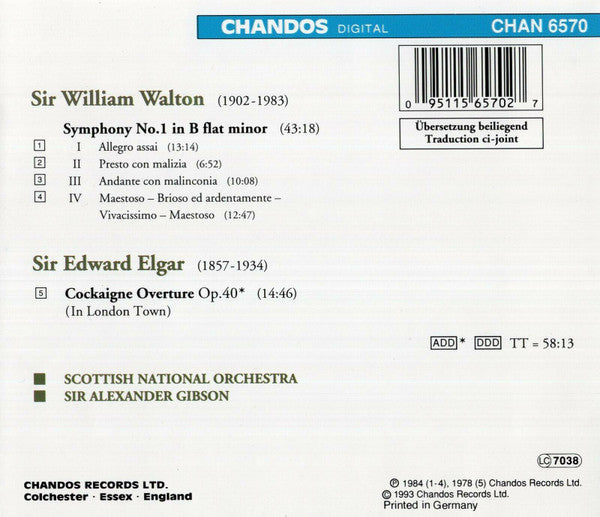 CHANDOS DIGITAL CHAN 6570
0 95115 65702 7
Übersetzung beiliegend
Traduction ci-joint
Sir William Walton (1902-1983)
Symphony No.1 in B flat minor (43:18)
1 I Allegro assai (13:14)
2 II Presto con malizia (6:52)
3 III Andante con malinconia (10:08)
4 IV Maestoso – Brioso ed ardentamente –
Vivacissimo – Maestoso (12:47)
Sir Edward Elgar (1857-1934)
5 Cockaigne Overture Op.40* (14:46)
(In London Town)
ADD* DDD TT = 58:13
SCOTTISH NATIONAL ORCHESTRA
SIR ALEXANDER GIBSON
LC 7038
CHANDOS RECORDS LTD.
Colchester · Essex · England
℗ 1984 (1-4), 1978 (5) Chandos Records Ltd.
© 1993 Chandos Records Ltd.
Printed in Germany